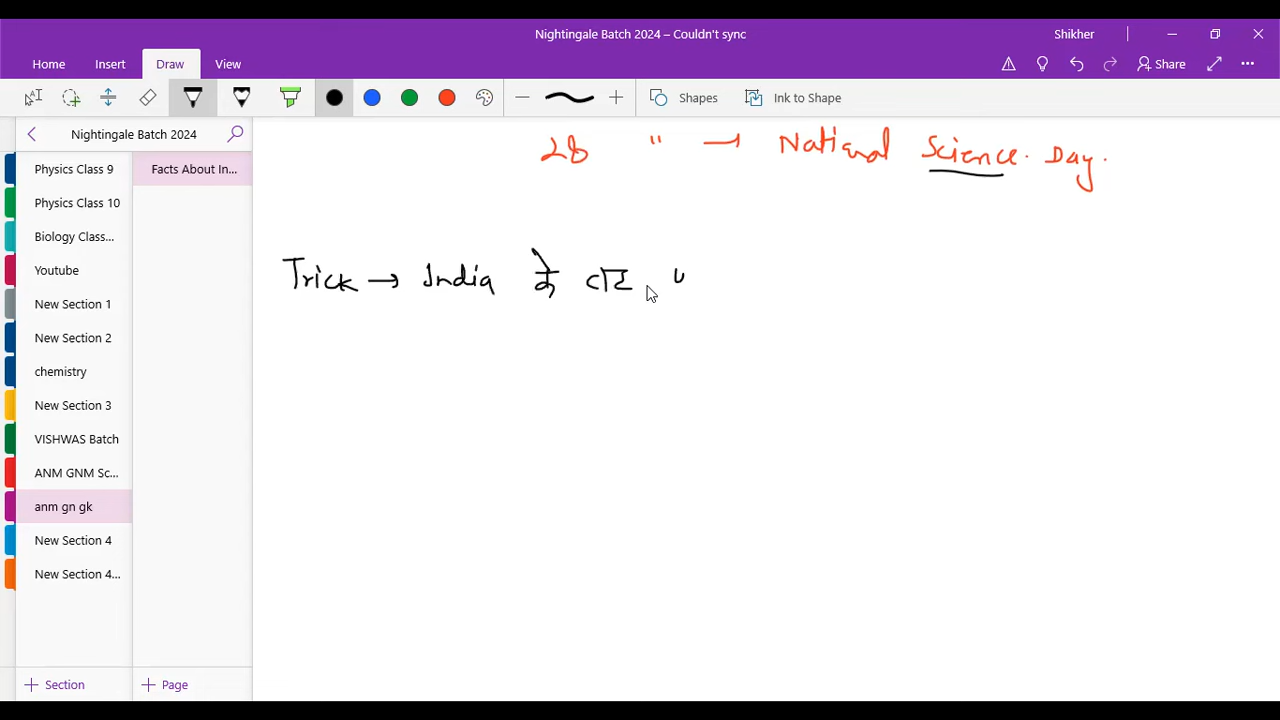 Nightingale Batch 2024 – Couldn't sync
Shikher
Home Insert Draw View
Share
Shapes
Ink to Shape
Nightingale Batch 2024
Physics Class 9
Physics Class 10
Biology Class...
Youtube
New Section 1
New Section 2
chemistry
New Section 3
VISHWAS Batch
ANM GNM Sc...
anm gn gk
New Section 4
New Section 4...
Section
Facts About In...
Page
28 " → National Science Day.
Trick → India के